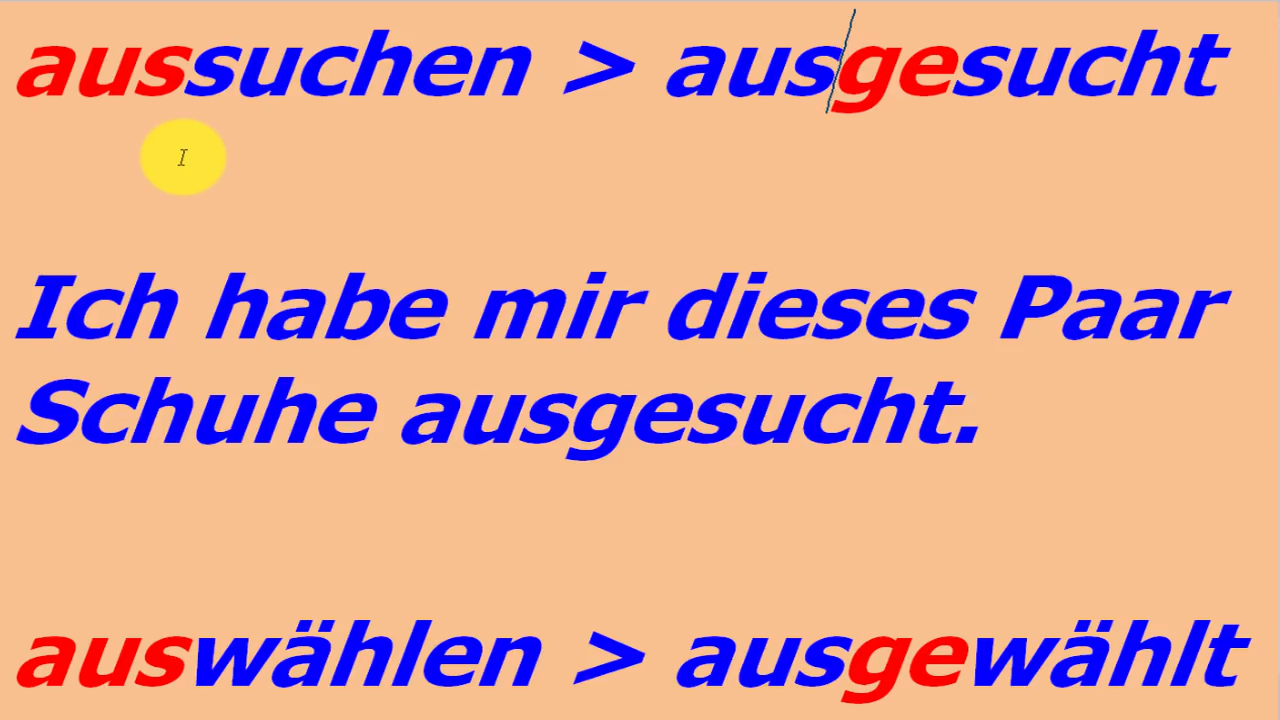 aussuchen > ausgesucht
Ich habe mir dieses Paar
Schuhe ausgesucht.
auswählen > ausgewählt